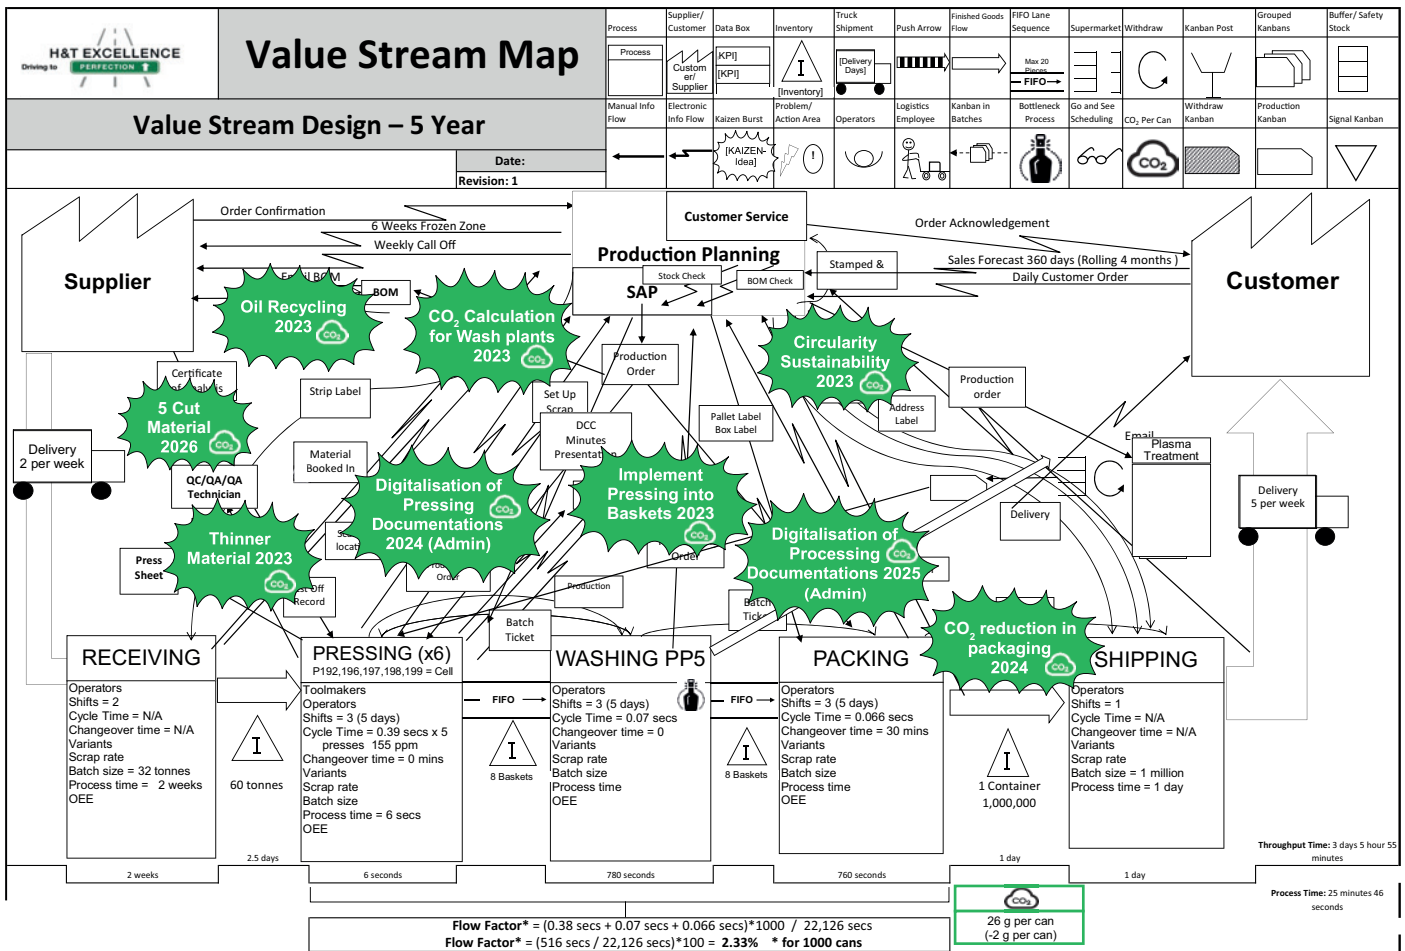 H&T EXCELLENCE
Driving to PERFECTION
Value Stream Map
Value Stream Design – 5 Year
Date:
Revision: 1
Process
Supplier/
Customer
Data Box
Inventory
Truck
Shipment
Push Arrow
Finished Goods
Flow
FIFO Lane
Sequence
Supermarket
Withdraw
Kanban Post
Grouped
Kanbans
Buffer/ Safety
Stock
Process
Custom
er/
Supplier
[KPI]
[KPI]
I
[Inventory]
[Delivery
Days]
Max 20
Pieces
FIFO
Manual Info
Flow
Electronic
Info Flow
Kaizen Burst
Problem/
Action Area
Operators
Logistics
Employee
Kanban in
Batches
Bottleneck
Process
Go and See
Scheduling
CO₂ Per Can
Withdraw
Kanban
Production
Kanban
Signal Kanban
[KAIZEN-
Idea]
!
CO2
Supplier
Order Confirmation
6 Weeks Frozen Zone
Weekly Call Off
BOM
BOM
Customer Service
Production Planning
SAP
Stock Check
BOM Check
Stamped &
Order Acknowledgement
Sales Forecast 360 days (Rolling 4 months )
Daily Customer Order
Customer
Oil Recycling
2023
CO2
CO₂ Calculation
for Wash plants
2023
CO2
Circularity
Sustainability
2023
CO2
Certificate
Strip Label
5 Cut
Material
2026
CO2
Production
Order
Set Up
Scrap
DCC
Minutes
Pallet Label
Box Label
Address
Label
Production
order
Email
Plasma
Treatment
Delivery
2 per week
Material
Booked In
QC/QA/QA
Technician
Digitalisation of
Pressing
Documentations
2024 (Admin)
CO2
Implement
Pressing into
Baskets 2023
CO2
Digitalisation of
Processing
Documentations 2025
(Admin)
CO2
Delivery
Delivery
5 per week
Thinner
Material 2023
CO2
Press
Sheet
Record
Order
Production
Order
Batch
Ticket
Batch
CO₂ reduction in
packaging
2024
CO2
RECEIVING
Operators
Shifts = 2
Cycle Time = N/A
Changeover time = N/A
Variants
Scrap rate
Batch size = 32 tonnes
Process time = 2 weeks
OEE
I
60 tonnes
PRESSING (x6)
P192,196,197,198,199 = Cell
Toolmakers
Operators
Shifts = 3 (5 days)
Cycle Time = 0.39 secs x 5
presses 155 ppm
Changeover time = 0 mins
Variants
Scrap rate
Batch size
Process time = 6 secs
OEE
FIFO
I
8 Baskets
WASHING PP5
Operators
Shifts = 3 (5 days)
Cycle Time = 0.07 secs
Changeover time = 0
Variants
Scrap rate
Batch size
Process time
OEE
FIFO
I
8 Baskets
PACKING
Operators
Shifts = 3 (5 days)
Cycle Time = 0.066 secs
Changeover time = 30 mins
Variants
Scrap rate
Batch size
Process time
OEE
I
1 Container
1,000,000
SHIPPING
Operators
Shifts = 1
Cycle Time = N/A
Changeover time = N/A
Variants
Scrap rate
Batch size = 1 million
Process time = 1 day
2 weeks
2.5 days
6 seconds
780 seconds
760 seconds
1 day
1 day
Throughput Time: 3 days 5 hour 55
minutes
Process Time: 25 minutes 46
seconds
Flow Factor* = (0.38 secs + 0.07 secs + 0.066 secs)*1000 / 22,126 secs
Flow Factor* = (516 secs / 22,126 secs)*100 = 2.33% * for 1000 cans
CO2
26 g per can
(-2 g per can)